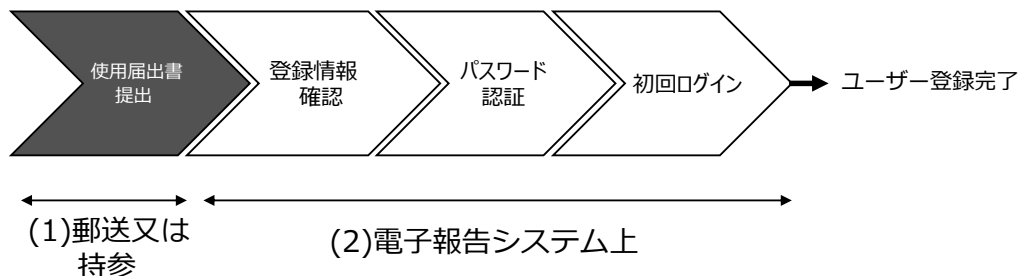 使用届出書
提出
登録情報
確認
パスワード
認証
初回ログイン
ユーザー登録完了
(1)郵送又は
持参
(2)電子報告システム上